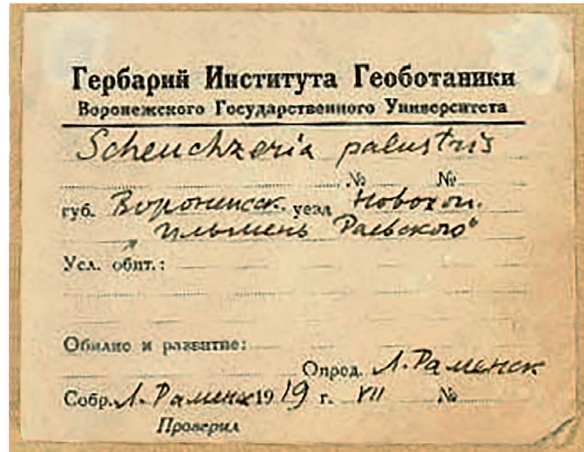 Гербарий Института Геоботаники
Воронежского Государственного Университета
Scheuchzeria palustris
№ №
губ. Воронежск. уезд Новохоп.
"Ильмень Раевского"
Усл. обит.:
Обилие и развитие:
Опред. Л. Раменск
Собр. Л. Раменск 1919 г. VII №
Проверил